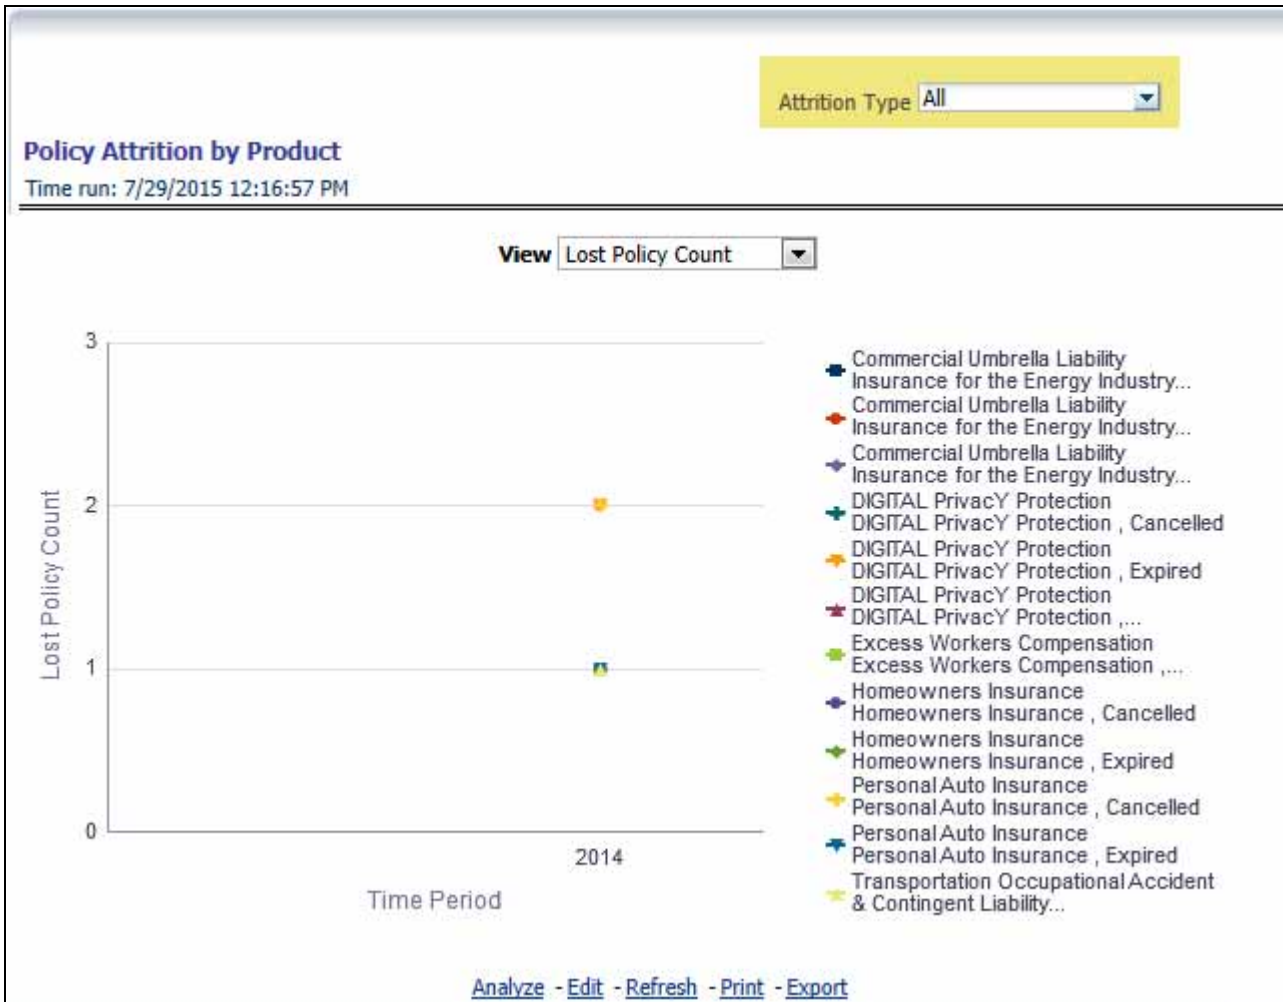 Attrition Type All
Policy Attrition by Product
Time run: 7/29/2015 12:16:57 PM
View Lost Policy Count
3
2
1
0
Lost Policy Count
2014
Time Period
Commercial Umbrella Liability
Insurance for the Energy Industry...
Commercial Umbrella Liability
Insurance for the Energy Industry...
Commercial Umbrella Liability
Insurance for the Energy Industry...
DIGITAL PrivacY Protection
DIGITAL PrivacY Protection , Cancelled
DIGITAL PrivacY Protection
DIGITAL PrivacY Protection , Expired
DIGITAL PrivacY Protection
DIGITAL PrivacY Protection ,...
Excess Workers Compensation
Excess Workers Compensation ,...
Homeowners Insurance
Homeowners Insurance , Cancelled
Homeowners Insurance
Homeowners Insurance , Expired
Personal Auto Insurance
Personal Auto Insurance , Cancelled
Personal Auto Insurance
Personal Auto Insurance , Expired
Transportation Occupational Accident
& Contingent Liability...
Analyze - Edit - Refresh - Print - Export